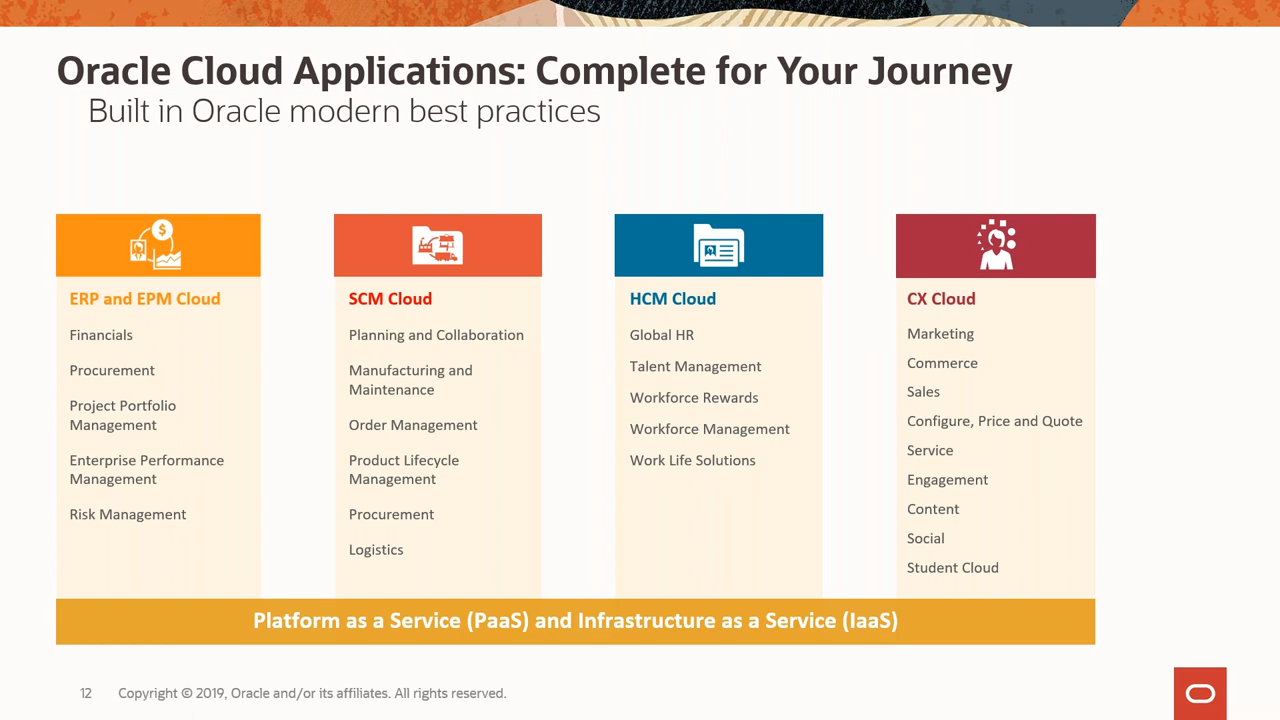 Oracle Cloud Applications: Complete for Your Journey
Built in Oracle modern best practices
ERP and EPM Cloud
Financials
Procurement
Project Portfolio
Management
Enterprise Performance
Management
Risk Management
SCM Cloud
Planning and Collaboration
Manufacturing and
Maintenance
Order Management
Product Lifecycle
Management
Procurement
Logistics
HCM Cloud
Global HR
Talent Management
Workforce Rewards
Workforce Management
Work Life Solutions
CX Cloud
Marketing
Commerce
Sales
Configure, Price and Quote
Service
Engagement
Content
Social
Student Cloud
Platform as a Service (PaaS) and Infrastructure as a Service (IaaS)
12 Copyright © 2019, Oracle and/or its affiliates. All rights reserved.